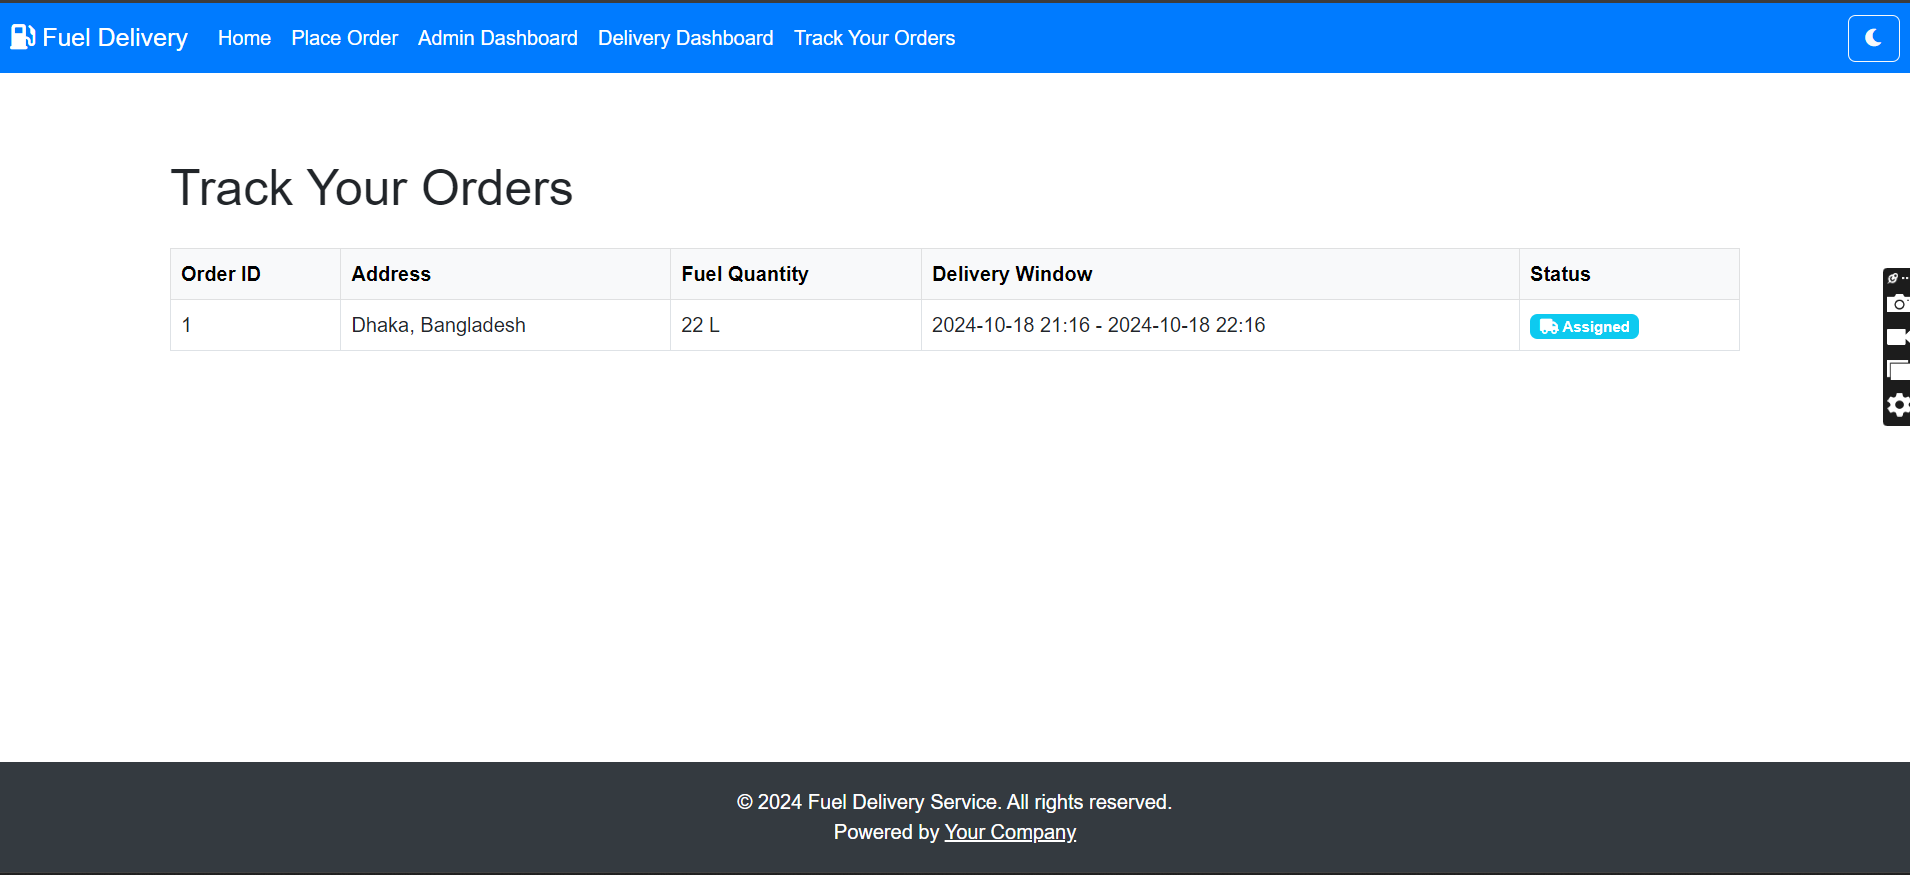 Fuel Delivery Home Place Order Admin Dashboard Delivery Dashboard Track Your Orders
Track Your Orders
Order ID Address Fuel Quantity Delivery Window Status
1 Dhaka, Bangladesh 22 L 2024-10-18 21:16 - 2024-10-18 22:16 Assigned
© 2024 Fuel Delivery Service. All rights reserved.
Powered by Your Company